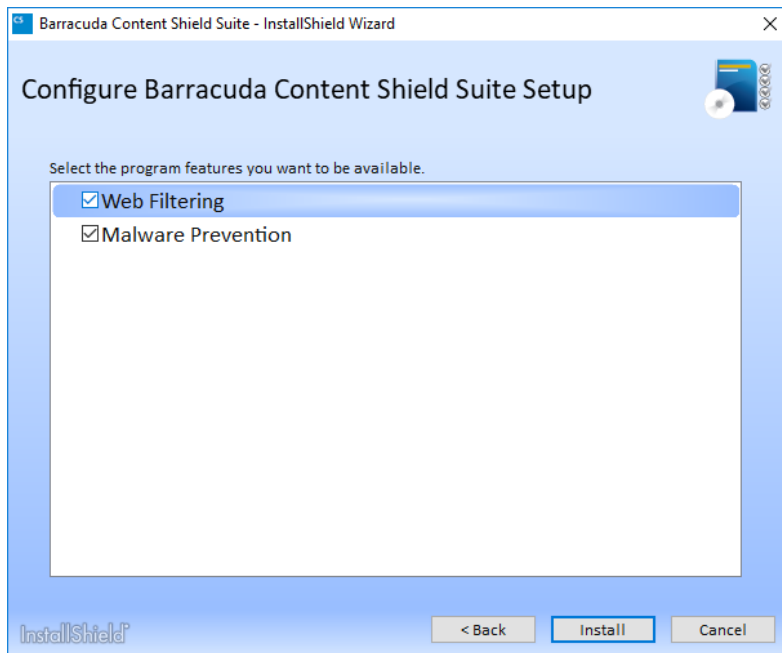 CS Barracuda Content Shield Suite - InstallShield Wizard
Configure Barracuda Content Shield Suite Setup
Select the program features you want to be available.
Web Filtering
Malware Prevention
InstallShield
< Back Install Cancel